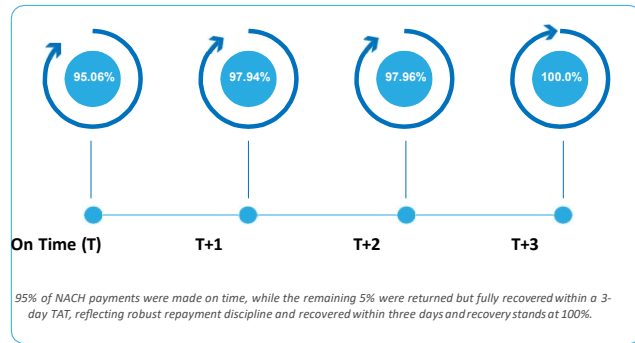 95.06% 97.94% 97.96% 100.0%
On Time (T) T+1 T+2 T+3
95% of NACH payments were made on time, while the remaining 5% were returned but fully recovered within a 3-
day TAT, reflecting robust repayment discipline and recovered within three days and recovery stands at 100%.